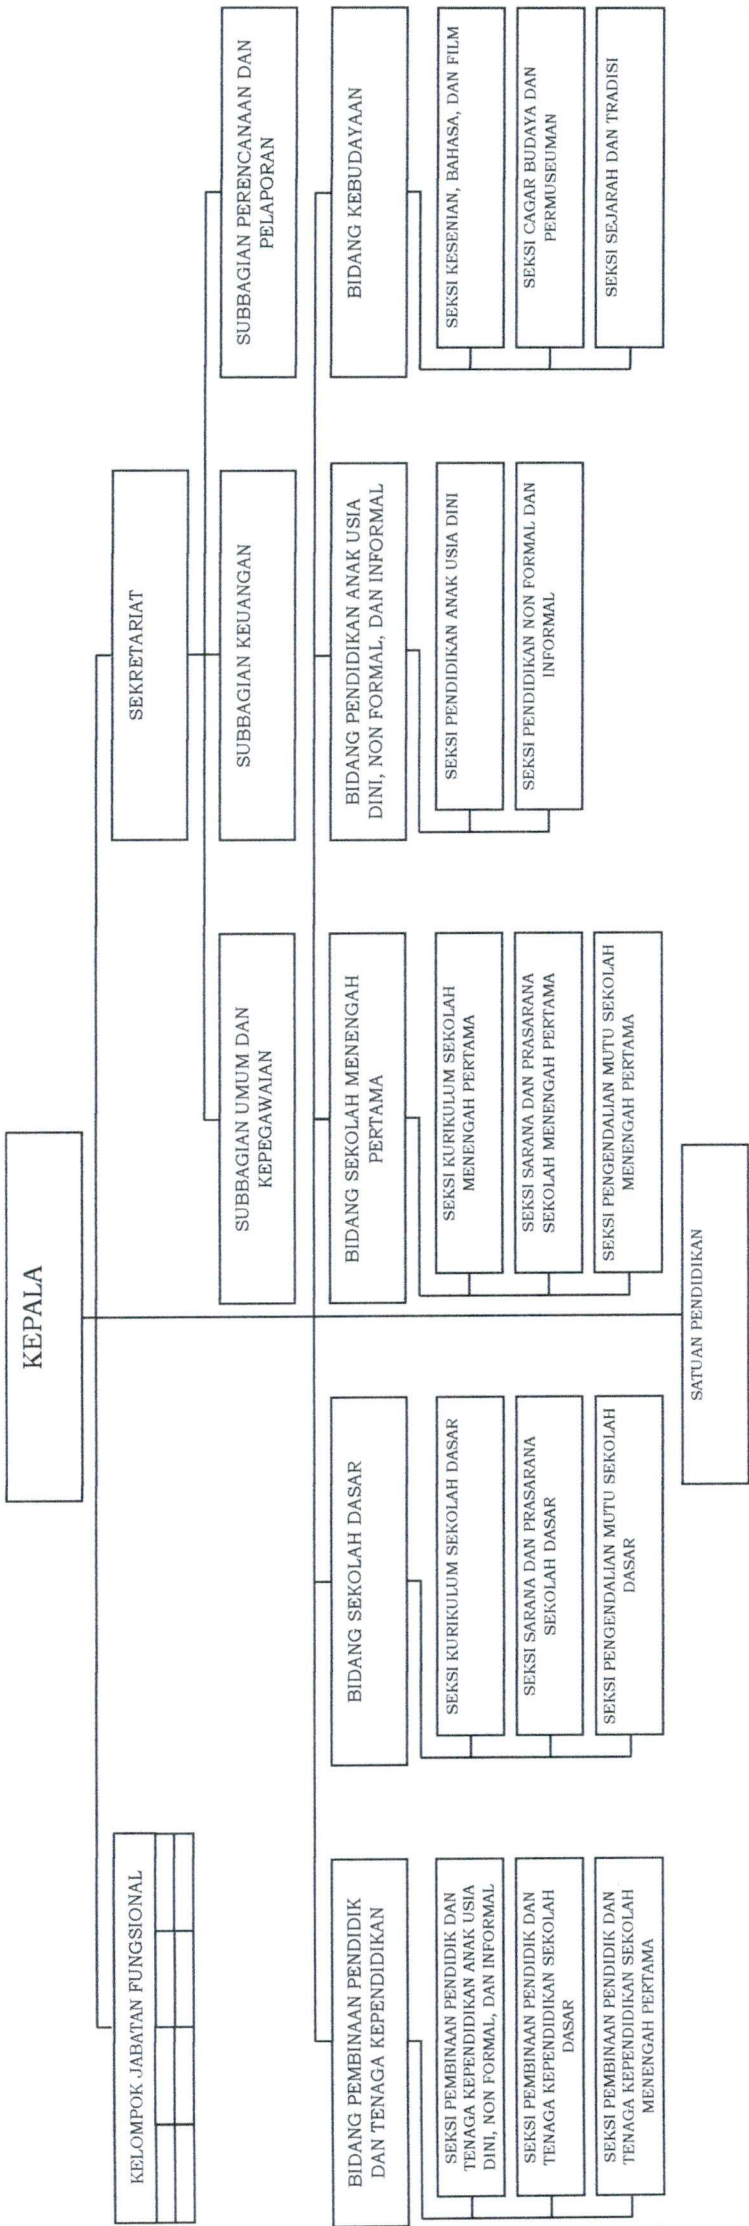 KEPALA
KELOMPOK JABATAN FUNGSIONAL
SEKRETARIAT
SUBBAGIAN UMUM DAN
KEPEGAWAIAN
SUBBAGIAN KEUANGAN
SUBBAGIAN PERENCANAAN DAN
PELAPORAN
BIDANG PEMBINAAN PENDIDIK
DAN TENAGA KEPENDIDIKAN
SEKSI PEMBINAAN PENDIDIK DAN
TENAGA KEPENDIDIKAN ANAK USIA
DINI, NON FORMAL, DAN INFORMAL
SEKSI PEMBINAAN PENDIDIK DAN
TENAGA KEPENDIDIKAN SEKOLAH
DASAR
SEKSI PEMBINAAN PENDIDIK DAN
TENAGA KEPENDIDIKAN SEKOLAH
MENENGAH PERTAMA
BIDANG SEKOLAH DASAR
SEKSI KURIKULUM SEKOLAH DASAR
SEKSI SARANA DAN PRASARANA
SEKOLAH DASAR
SEKSI PENGENDALIAN MUTU SEKOLAH
DASAR
BIDANG SEKOLAH MENENGAH
PERTAMA
SEKSI KURIKULUM SEKOLAH
MENENGAH PERTAMA
SEKSI SARANA DAN PRASARANA
SEKOLAH MENENGAH PERTAMA
SEKSI PENGENDALIAN MUTU SEKOLAH
MENENGAH PERTAMA
BIDANG PENDIDIKAN ANAK USIA
DINI, NON FORMAL, DAN INFORMAL
SEKSI PENDIDIKAN ANAK USIA DINI
SEKSI PENDIDIKAN NON FORMAL DAN
INFORMAL
BIDANG KEBUDAYAAN
SEKSI KESENIAN, BAHASA, DAN FILM
SEKSI CAGAR BUDAYA DAN
PERMUSEUMAN
SEKSI SEJARAH DAN TRADISI
SATUAN PENDIDIKAN